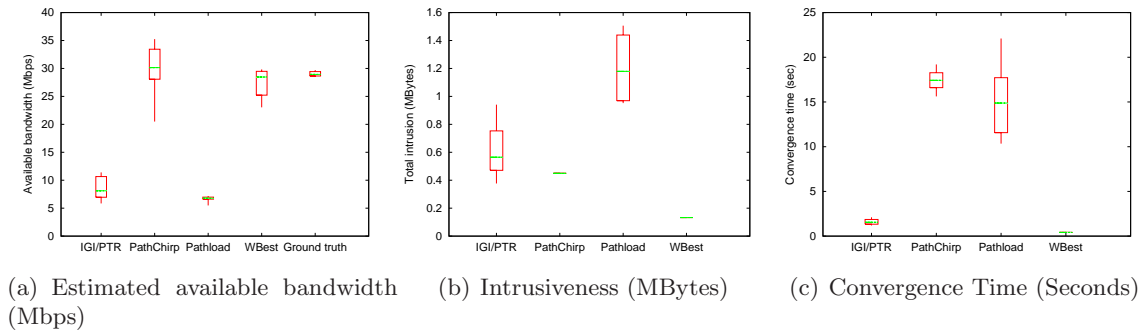 40
35
30
25
20
15
10
5
0
Available bandwidth (Mbps)
IGI/PTR PathChirp Pathload WBest Ground truth
1.6
1.4
1.2
1
0.8
0.6
0.4
0.2
0
Total intrusion (MBytes)
IGI/PTR PathChirp Pathload WBest
25
20
15
10
5
0
Convergence time (sec)
IGI/PTR PathChirp Pathload WBest
(a) Estimated available bandwidth
(Mbps)
(b) Intrusiveness (MBytes)
(c) Convergence Time (Seconds)